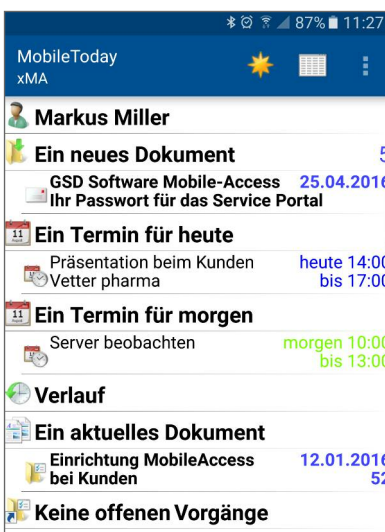 87% 11:27
MobileToday
xMA
Markus Miller
Ein neues Dokument 5
GSD Software Mobile-Access 25.04.2016
Ihr Passwort für das Service Portal
Ein Termin für heute
Präsentation beim Kunden heute 14:00
Vetter pharma bis 17:00
Ein Termin für morgen
Server beobachten morgen 10:00
bis 13:00
Verlauf
Ein aktuelles Dokument
Einrichtung MobileAccess 12.01.2016
bei Kunden 52
Keine offenen Vorgänge